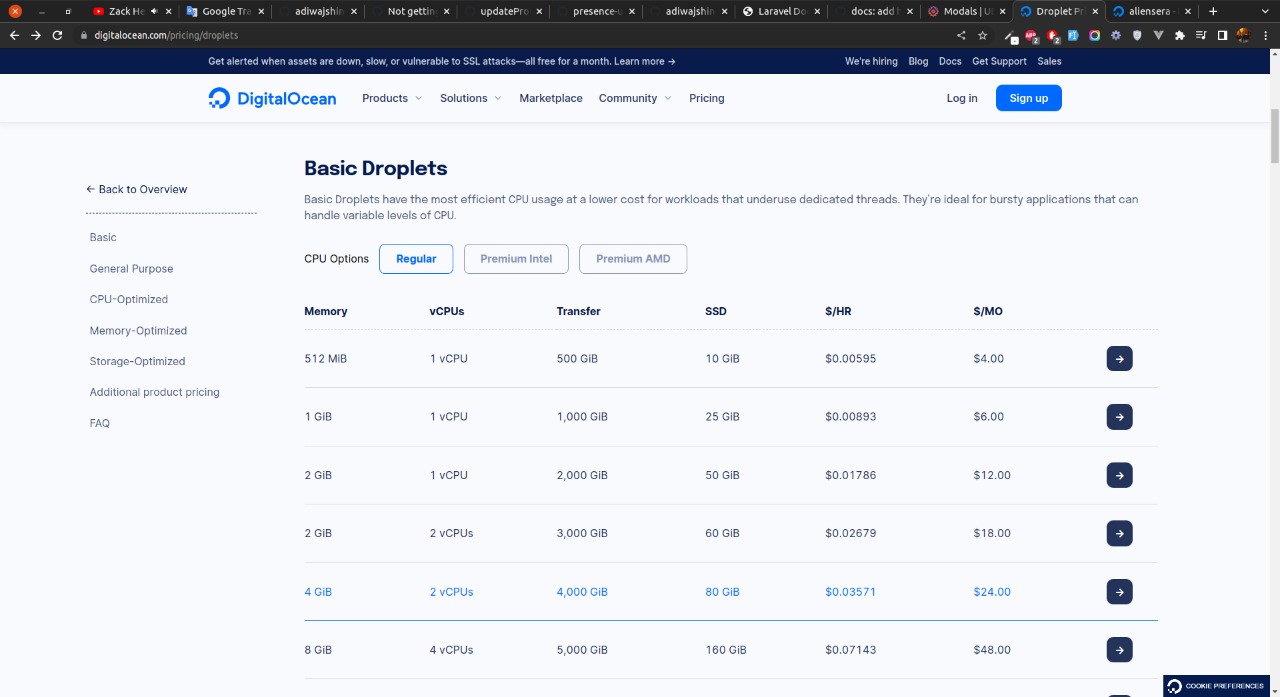 Zack He
Google Tra
adiwajshin
Not gettin
updatePro
presence-u
adiwajshin
Laravel Do
docs: add
Modals | U
Droplet Pri
aliensera -
digitalocean.com/pricing/droplets
Get alerted when assets are down, slow, or vulnerable to SSL attacks—all free for a month. Learn more →
We're hiring Blog Docs Get Support Sales
DigitalOcean
Products Solutions Marketplace Community Pricing
Log in Sign up
← Back to Overview
Basic
General Purpose
CPU-Optimized
Memory-Optimized
Storage-Optimized
Additional product pricing
FAQ
Basic Droplets
Basic Droplets have the most efficient CPU usage at a lower cost for workloads that underuse dedicated threads. They're ideal for bursty applications that can
handle variable levels of CPU.
CPU Options Regular Premium Intel Premium AMD
Memory vCPUs Transfer SSD $/HR $/MO
512 MiB 1 vCPU 500 GiB 10 GiB $0.00595 $4.00 →
1 GiB 1 vCPU 1,000 GiB 25 GiB $0.00893 $6.00 →
2 GiB 1 vCPU 2,000 GiB 50 GiB $0.01786 $12.00 →
2 GiB 2 vCPUs 3,000 GiB 60 GiB $0.02679 $18.00 →
4 GiB 2 vCPUs 4,000 GiB 80 GiB $0.03571 $24.00 →
8 GiB 4 vCPUs 5,000 GiB 160 GiB $0.07143 $48.00 →
COOKIE PREFERENCES